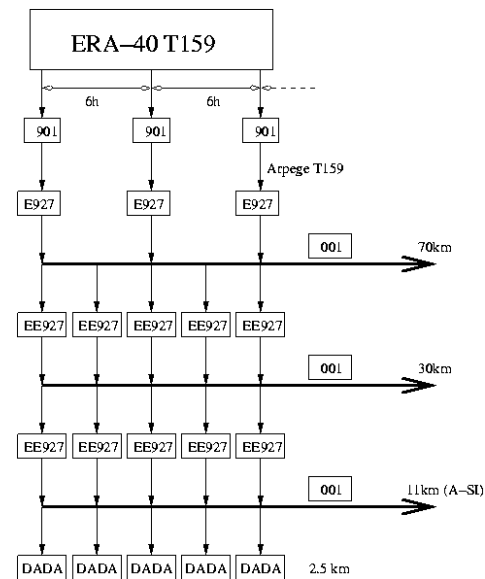 ERA–40 T159
6h 6h
901 901 901
Arpege T159
E927 E927 E927
001 70km
EE927 EE927 EE927 EE927 EE927
001 30km
EE927 EE927 EE927 EE927 EE927
001 11km (A–SI)
DADA DADA DADA DADA DADA 2.5 km